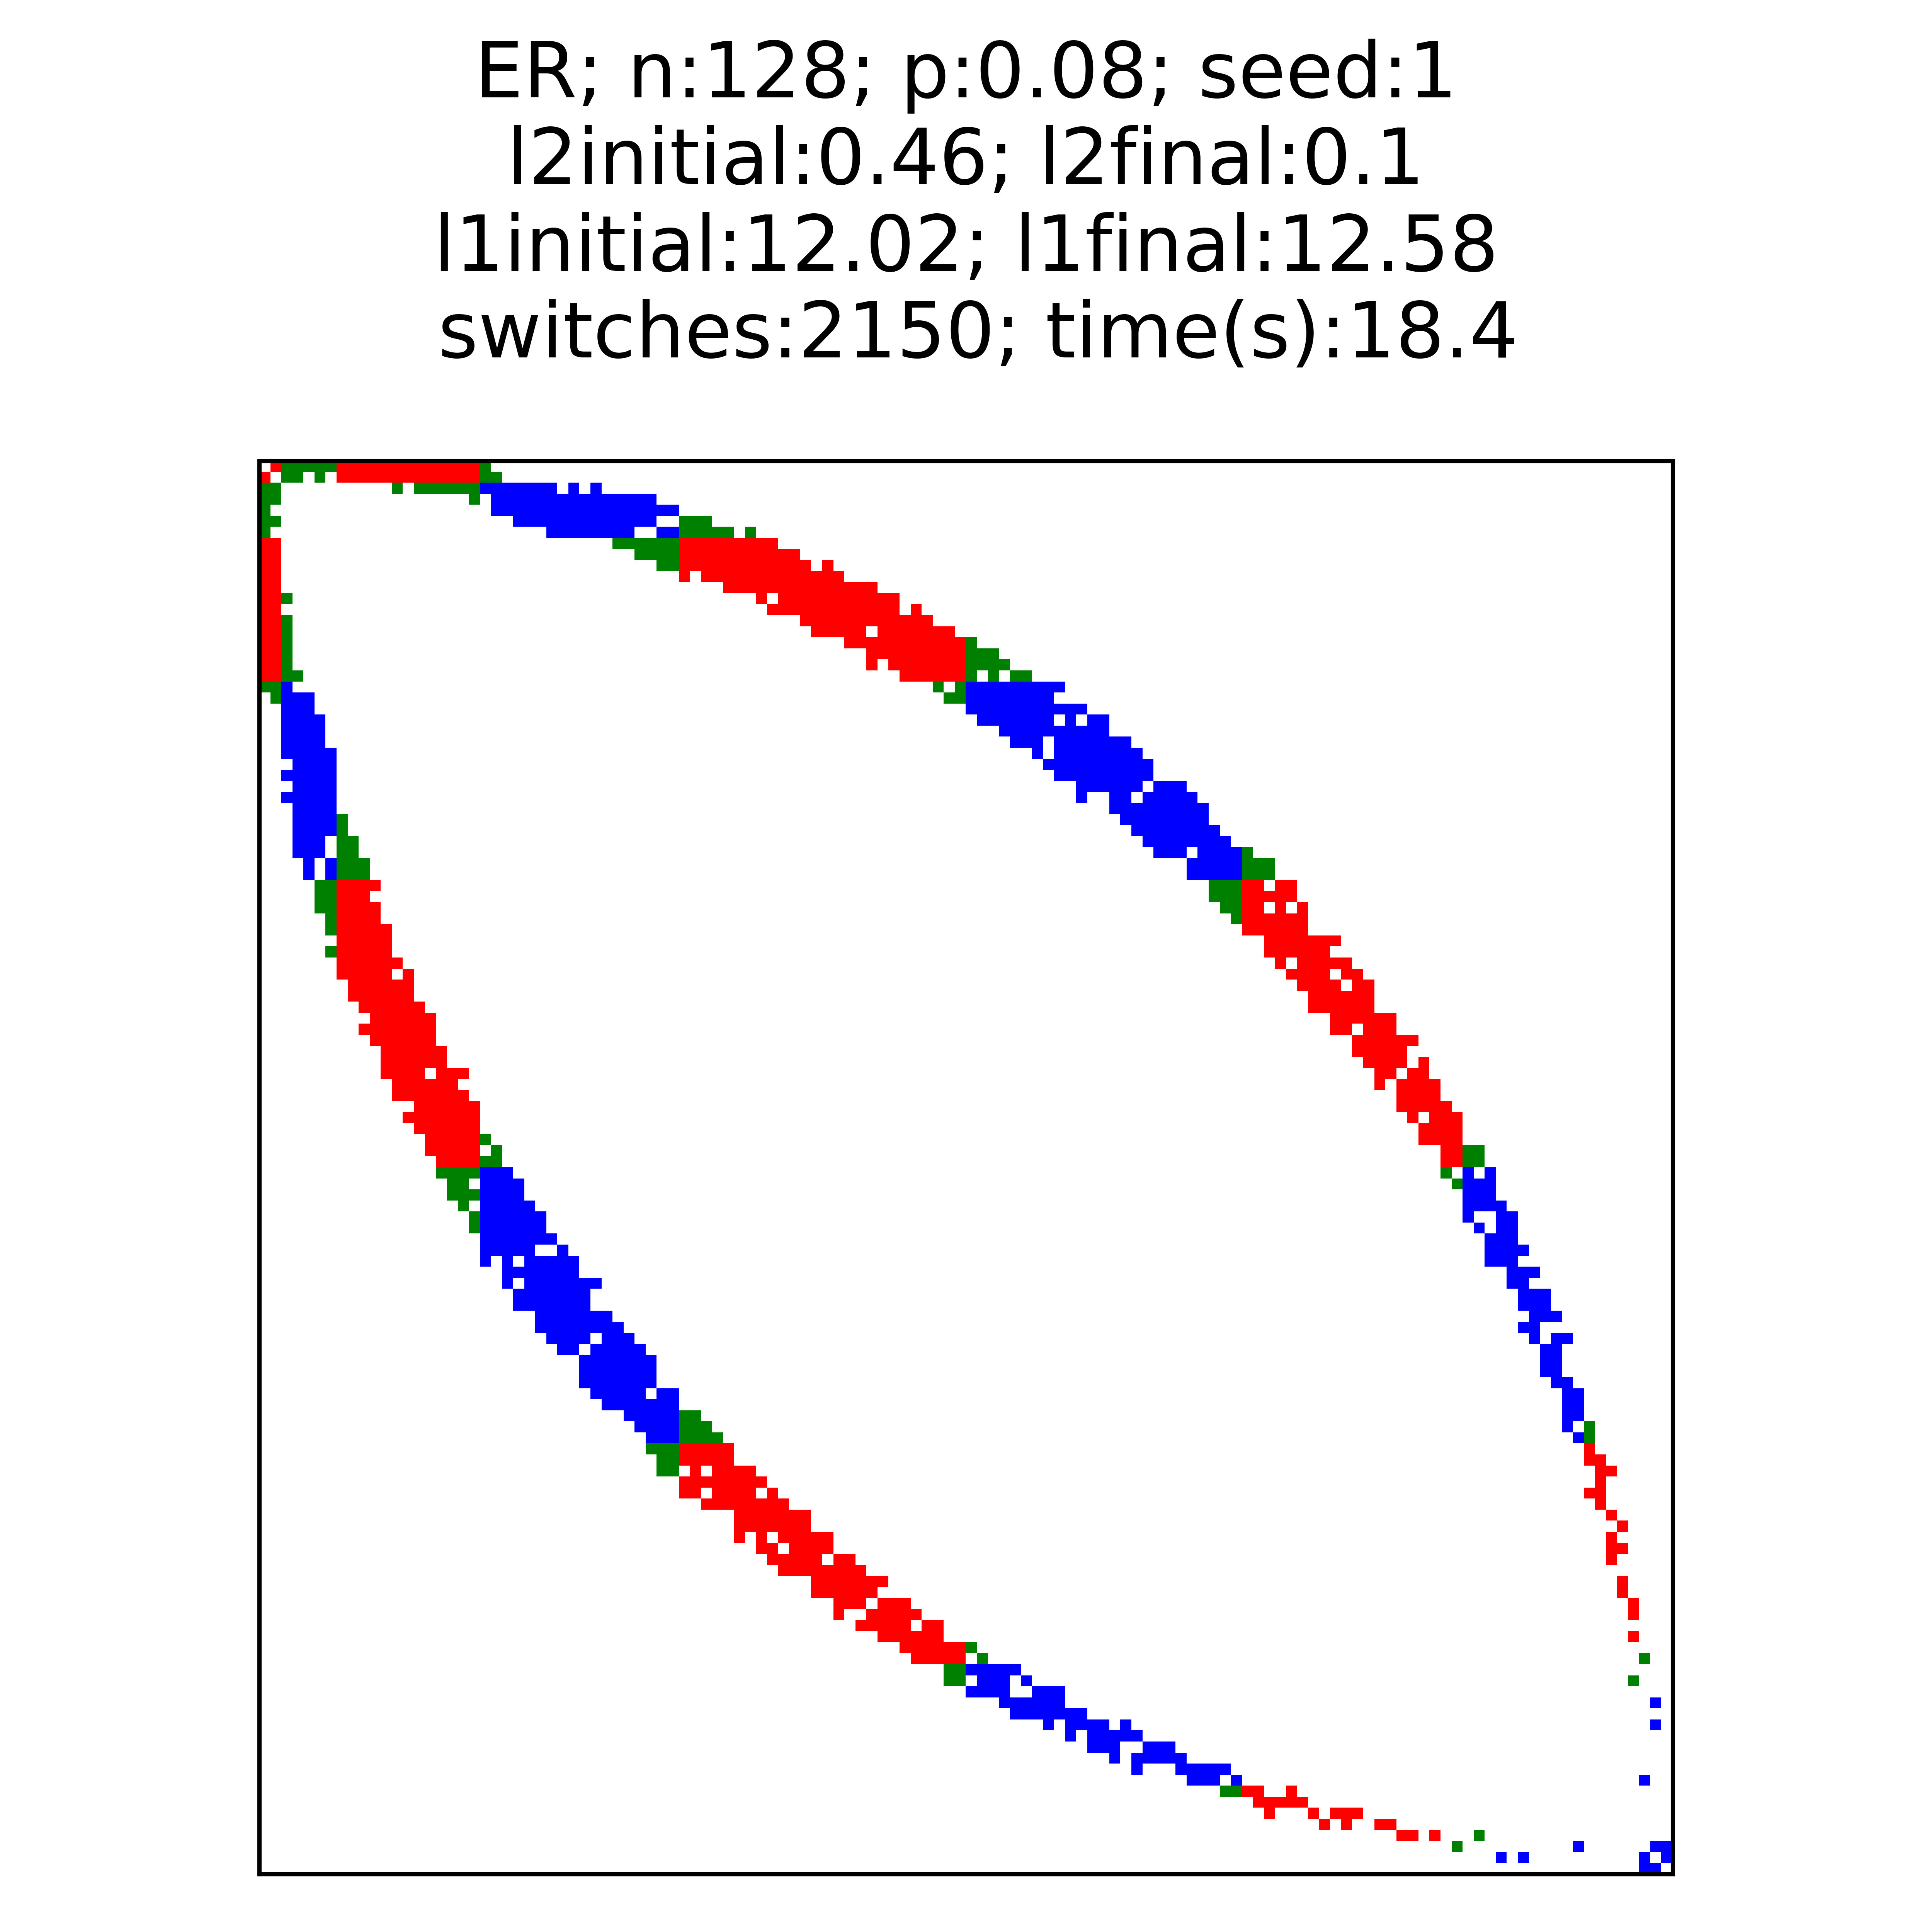 ER; n:128; p:0.08; seed:1
l2initial:0.46; l2final:0.1
l1initial:12.02; l1final:12.58
switches:2150; time(s):18.4